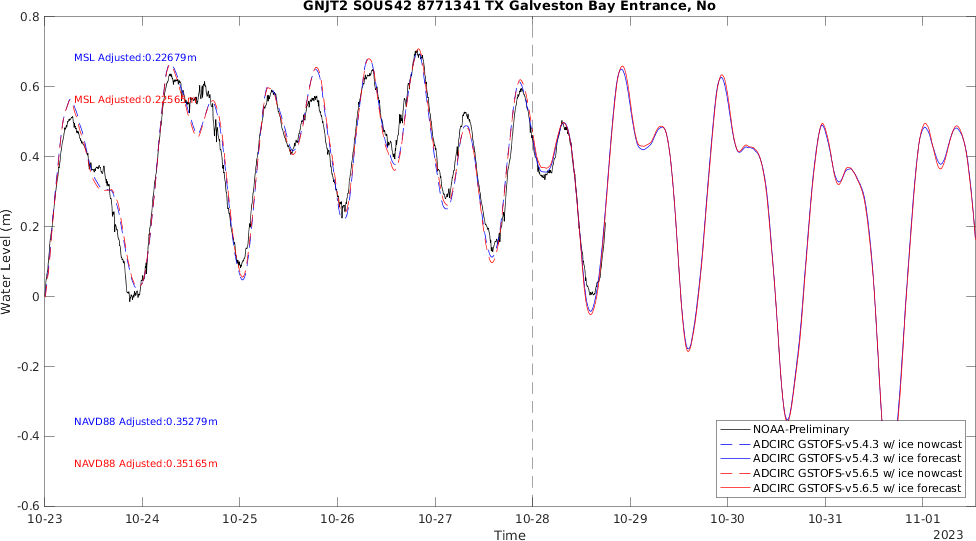 GNJT2 SOUS42 8771341 TX Galveston Bay Entrance, No
0.8
0.6
0.4
0.2
0
-0.2
-0.4
-0.6
Water Level (m)
MSL Adjusted:0.22679m
MSL Adjusted:0.22565m
NAVD88 Adjusted:0.35279m
NAVD88 Adjusted:0.35165m
NOAA-Preliminary
ADCIRC GSTOFS-v5.4.3 w/ ice nowcast
ADCIRC GSTOFS-v5.4.3 w/ ice forecast
ADCIRC GSTOFS-v5.6.5 w/ ice nowcast
ADCIRC GSTOFS-v5.6.5 w/ ice forecast
10-23 10-24 10-25 10-26 10-27 10-28 10-29 10-30 10-31 11-01
Time
2023